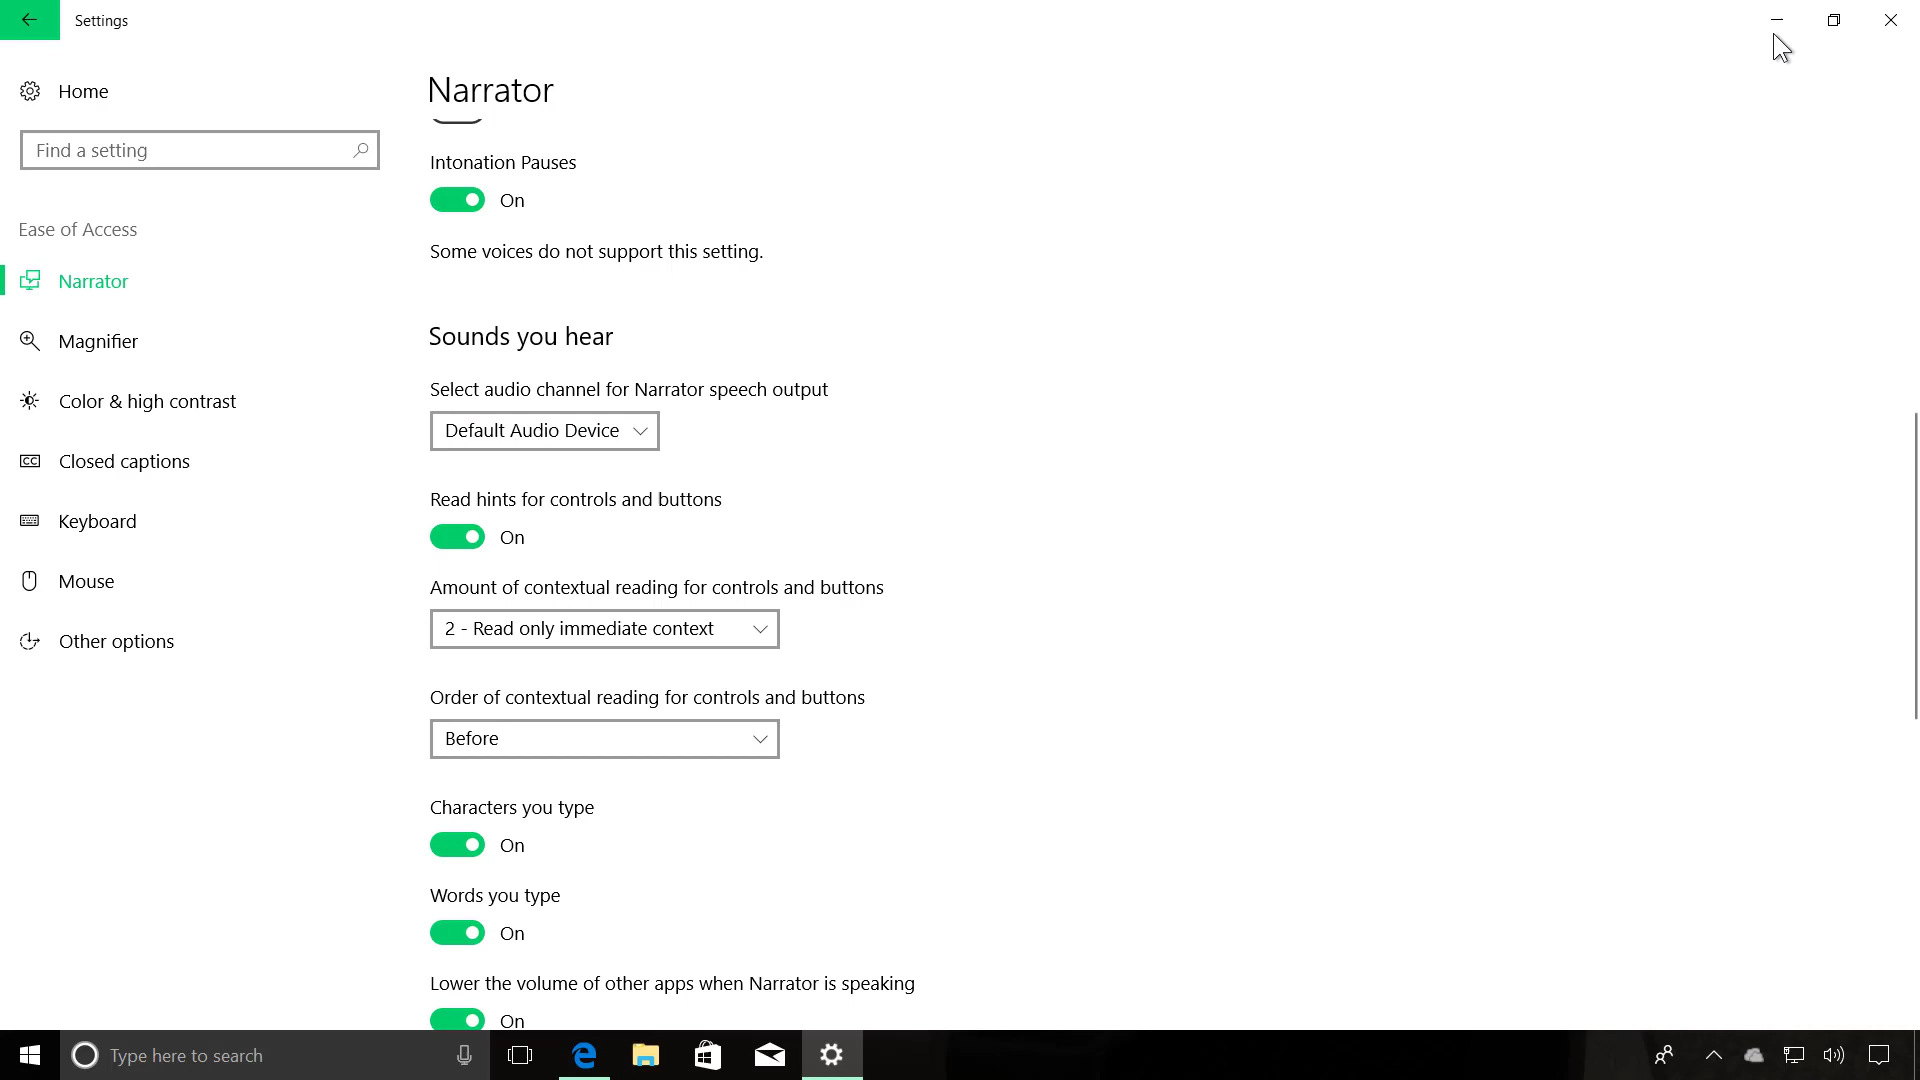 Settings
Home
Find a setting
Ease of Access
Narrator
Magnifier
Color & high contrast
CC Closed captions
Keyboard
Mouse
Other options
Narrator
Intonation Pauses
On
Some voices do not support this setting.
Sounds you hear
Select audio channel for Narrator speech output
Default Audio Device
Read hints for controls and buttons
On
Amount of contextual reading for controls and buttons
2 - Read only immediate context
Order of contextual reading for controls and buttons
Before
Characters you type
On
Words you type
On
Lower the volume of other apps when Narrator is speaking
On
Type here to search